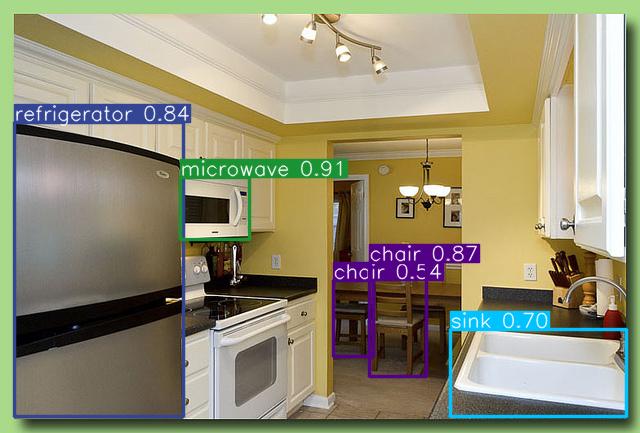 refrigerator 0.84
microwave 0.91
chair 0.87
chair 0.54
sink 0.70